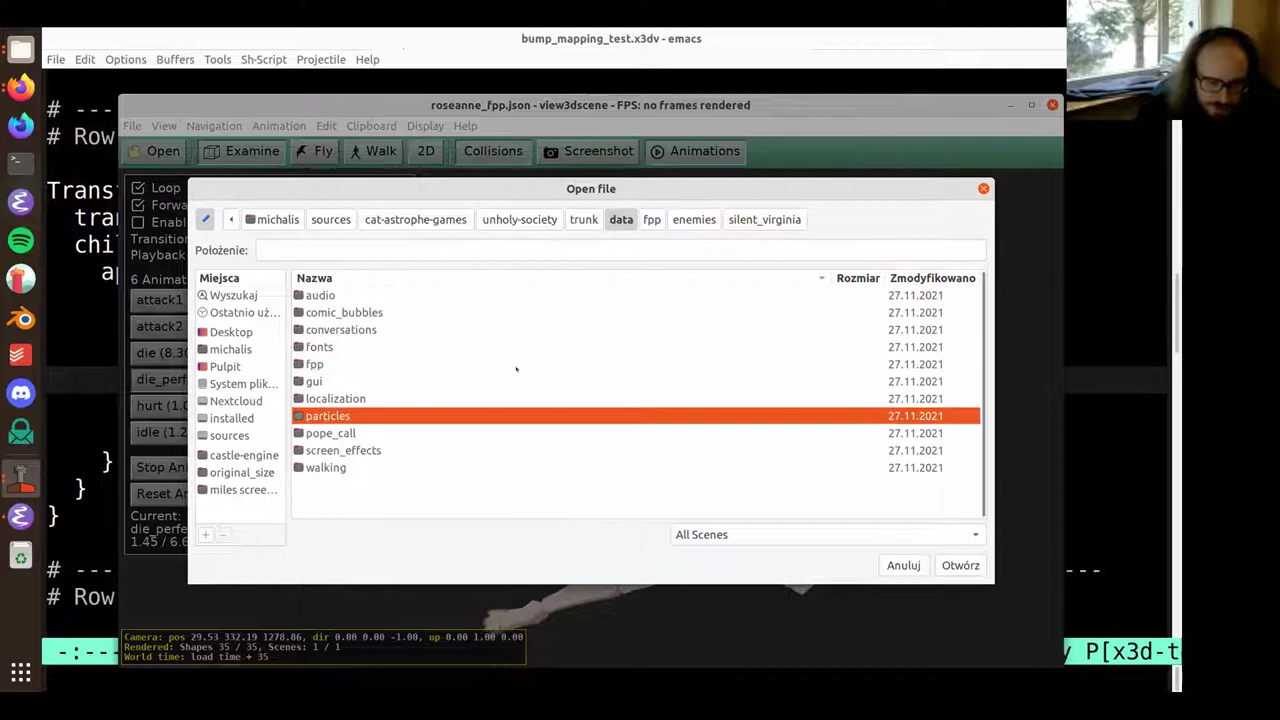 bump_mapping_test.x3dv - emacs
File Edit Options Buffers Tools Sh-Script Projectile Help
# ---
# Row
roseanne_fpp.json - view3dscene - FPS: no frames rendered
File View Navigation Animation Edit Clipboard Display Help
Open Examine Fly Walk 2D Collisions Screenshot Animations
Trans
tra
chi
a
}
}
}
Loop
Forwa
Enabl
Transition
Playback
6 Animat
attack1
attack2
die (8.30
die_perfe
hurt (1.0
idle (1.2
Stop An
Reset An
Current:
die_perfe
1.45 / 6.6
Open file
michalis sources cat-astrophe-games unholy-society trunk data fpp enemies silent_virginia
Położenie:
Miejsca
Wyszukaj
Ostatnio uż…
Desktop
michalis
Pulpit
System plik…
Nextcloud
installed
sources
castle-engine
original_size
miles scree…
Nazwa Rozmiar Zmodyfikowano
audio 27.11.2021
comic_bubbles 27.11.2021
conversations 27.11.2021
fonts 27.11.2021
fpp 27.11.2021
gui 27.11.2021
localization 27.11.2021
particles 27.11.2021
pope_call 27.11.2021
screen_effects 27.11.2021
walking 27.11.2021
All Scenes
Anuluj Otwórz
# --- ---
# Row
Camera: pos 29.53 332.19 1278.86, dir 0.00 0.00 -1.00, up 0.00 1.00 0.00
Rendered: Shapes 35 / 35, Scenes: 1 / 1
World time: load time + 35
-:--- P[x3d-t